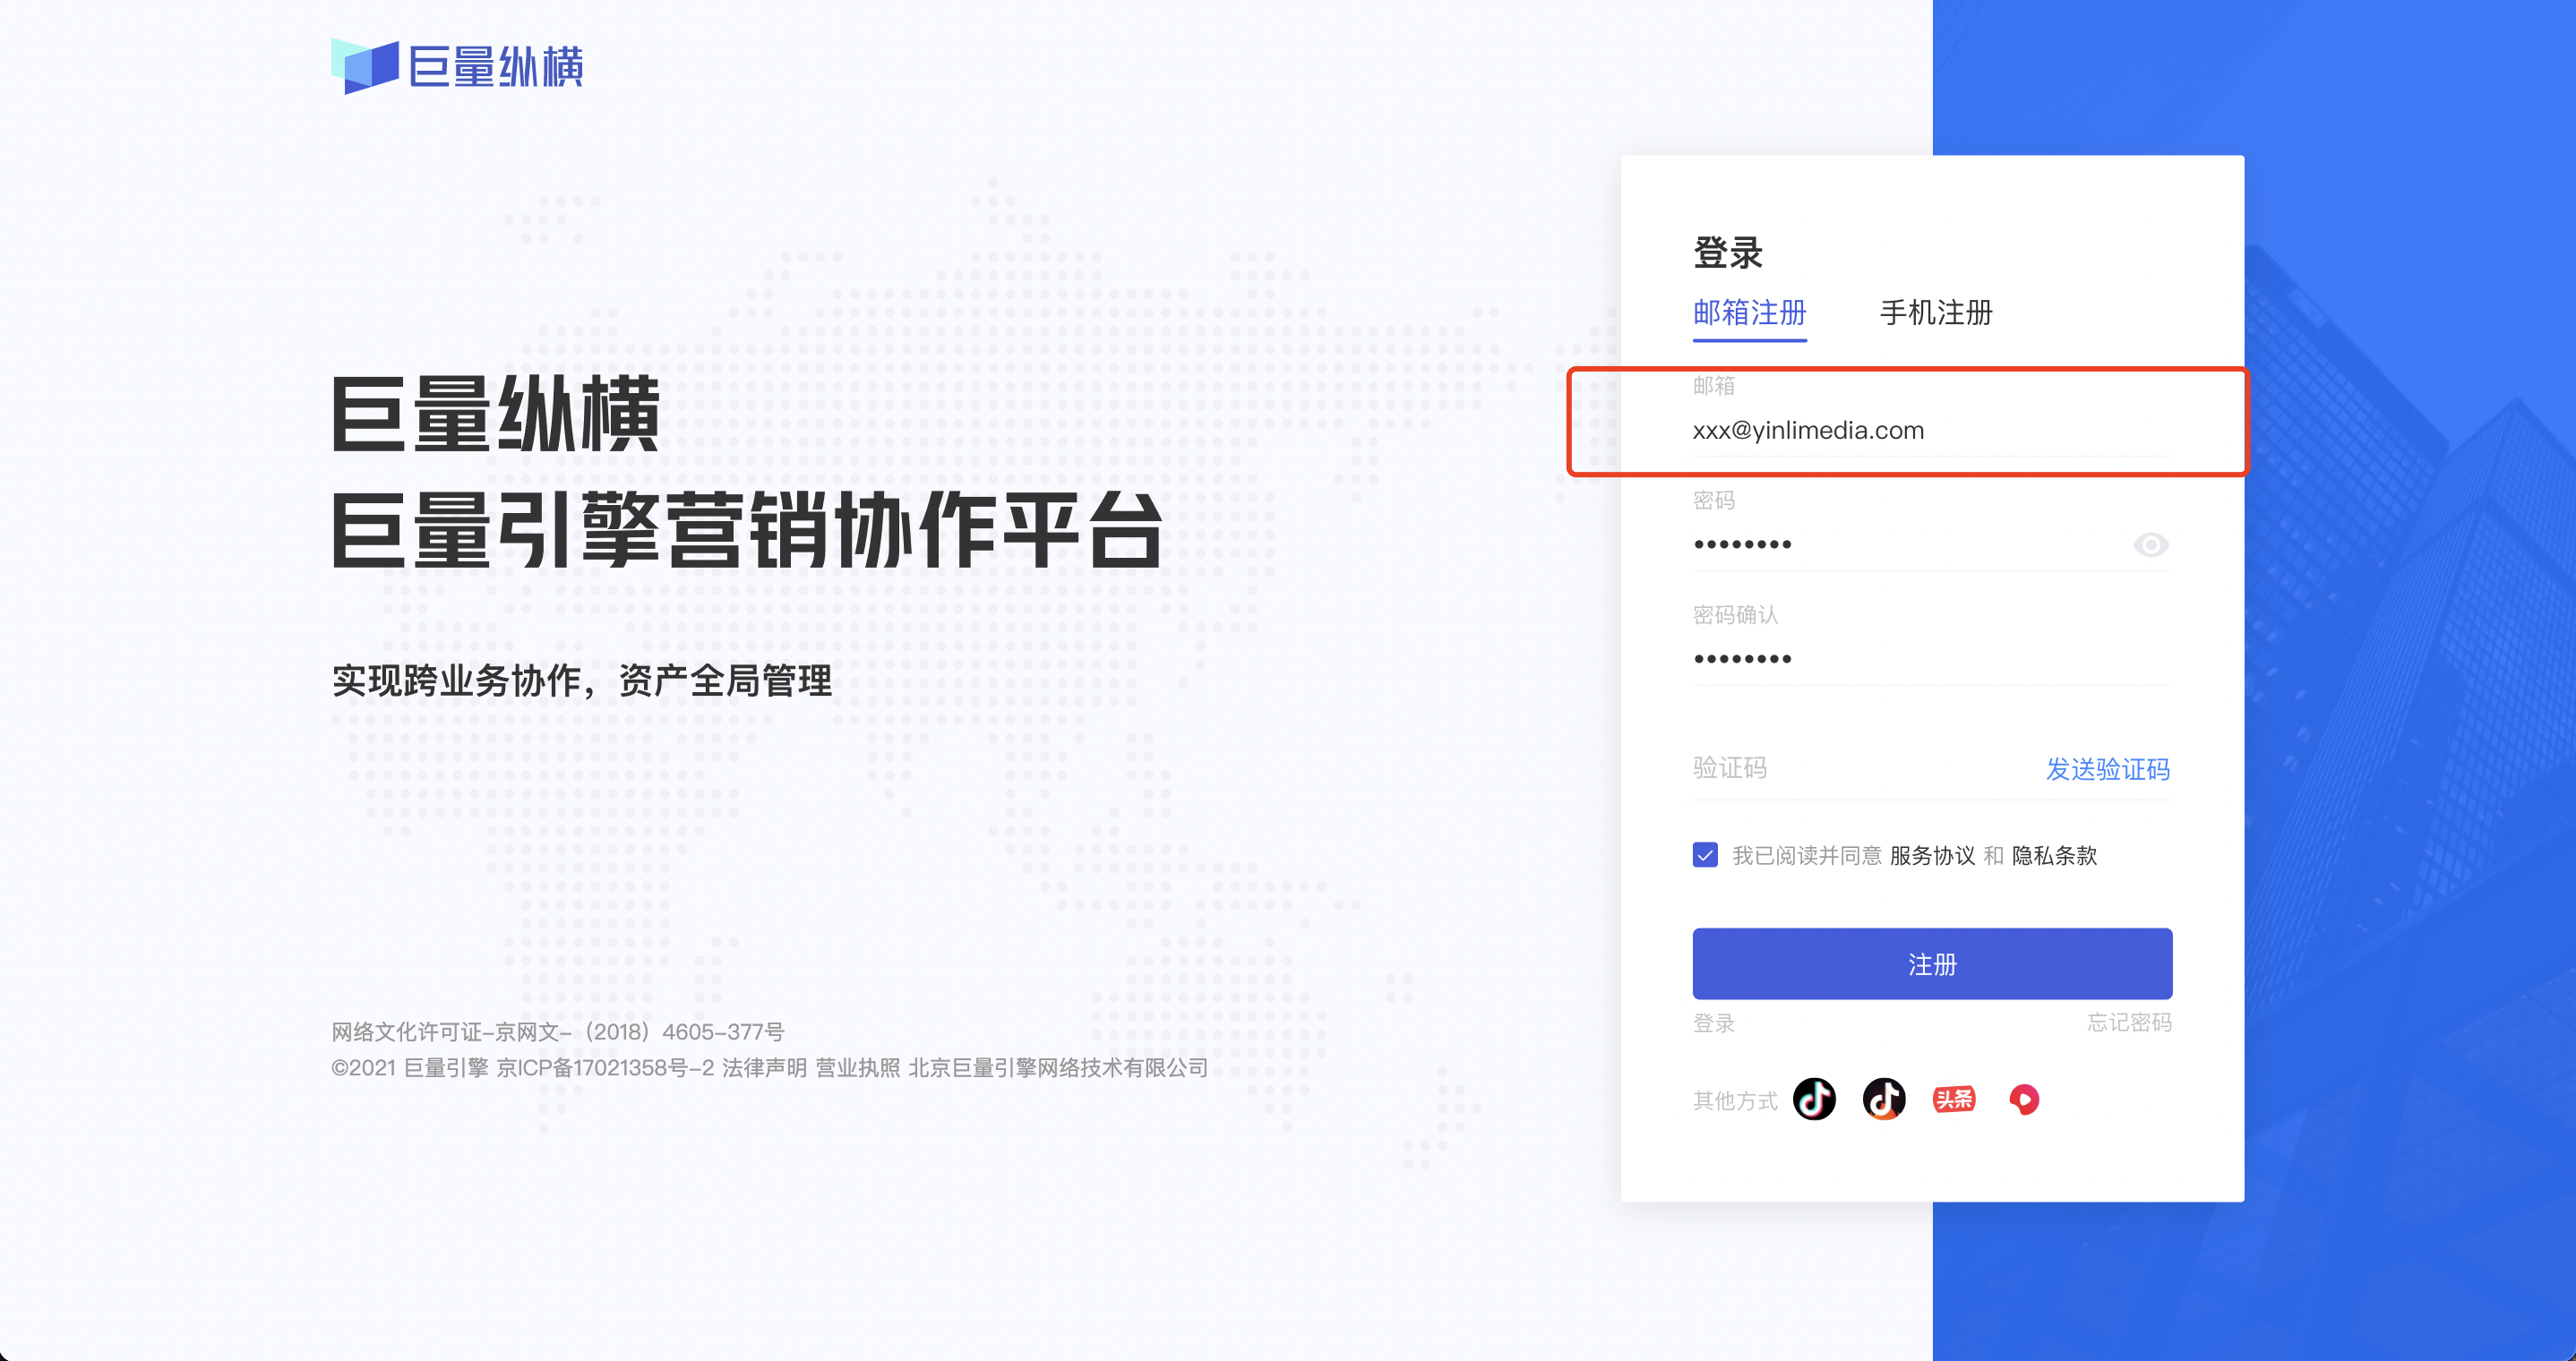 巨量纵横
巨量纵横
巨量引擎营销协作平台
实现跨业务协作，资产全局管理
网络文化许可证-京网文-（2018）4605-377号
©2021 巨量引擎 京ICP备17021358号-2 法律声明 营业执照 北京巨量引擎网络技术有限公司
登录
邮箱注册 手机注册
邮箱
xxx@yinlimedia.com
密码
••••••••
密码确认
••••••••
验证码 发送验证码
我已阅读并同意 服务协议 和 隐私条款
注册
登录 忘记密码
其他方式 头条